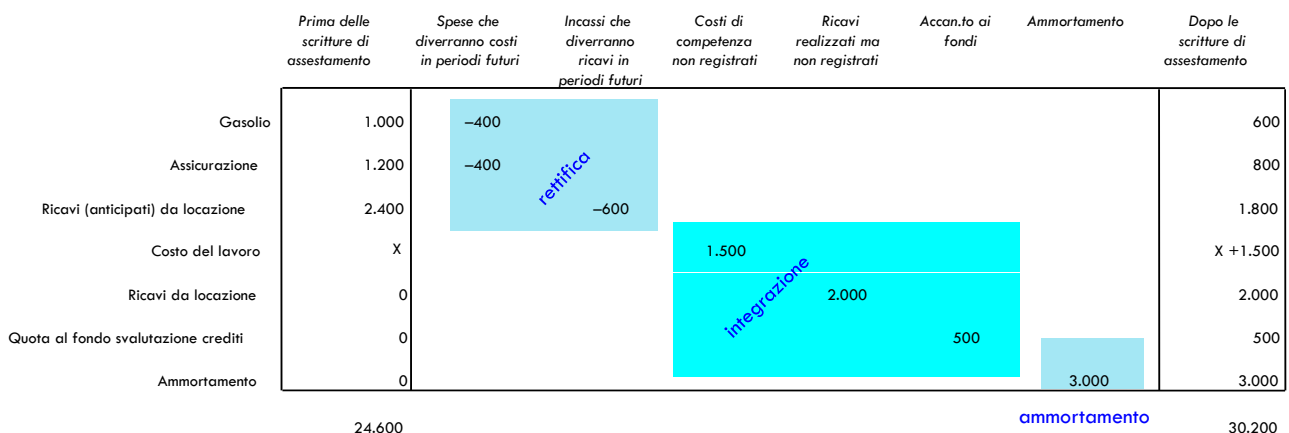 Prima delle scritture di assestamento
Spese che diverranno costi in periodi futuri
Incassi che diverranno ricavi in periodi futuri
Costi di competenza non registrati
Ricavi realizzati ma non registrati
Accan.to ai fondi
Ammortamento
Dopo le scritture di assestamento
Gasolio 1.000 –400 600
Assicurazione 1.200 –400 800
rettifica
Ricavi (anticipati) da locazione 2.400 –600 1.800
Costo del lavoro X 1.500 X +1.500
Ricavi da locazione 0 2.000 2.000
integrazione
Quota al fondo svalutazione crediti 0 500 500
Ammortamento 0 3.000 3.000
ammortamento
24.600 30.200